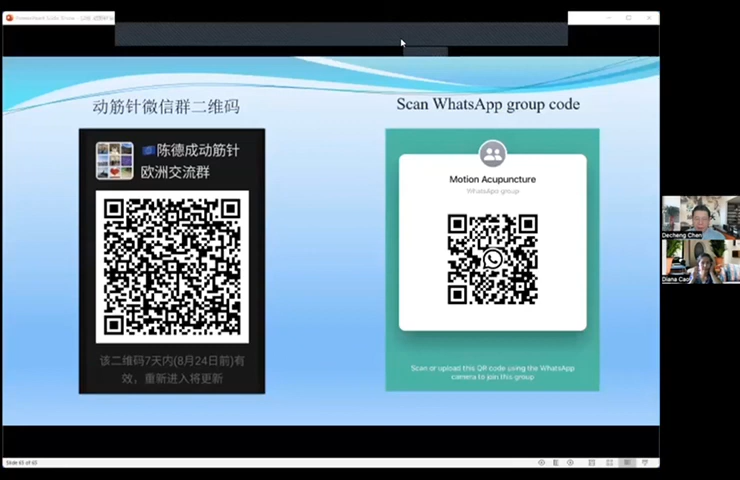 动筋针微信群二维码
陈德成动筋针
欧洲交流群
该二维码7天内(8月24日前)有
效，重新进入将更新
Scan WhatsApp group code
Motion Acupuncture
WhatsApp group
Scan or upload this QR code using the WhatsApp
camera to join this group
Decheng Chen
Diana Cao
Slide 65 of 65